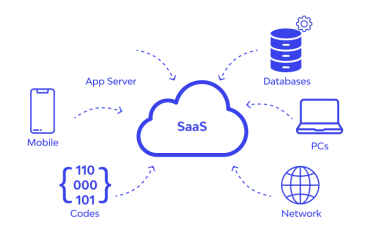 App Server
Databases
SaaS
Mobile
PCs
110
000
101
Codes
Network